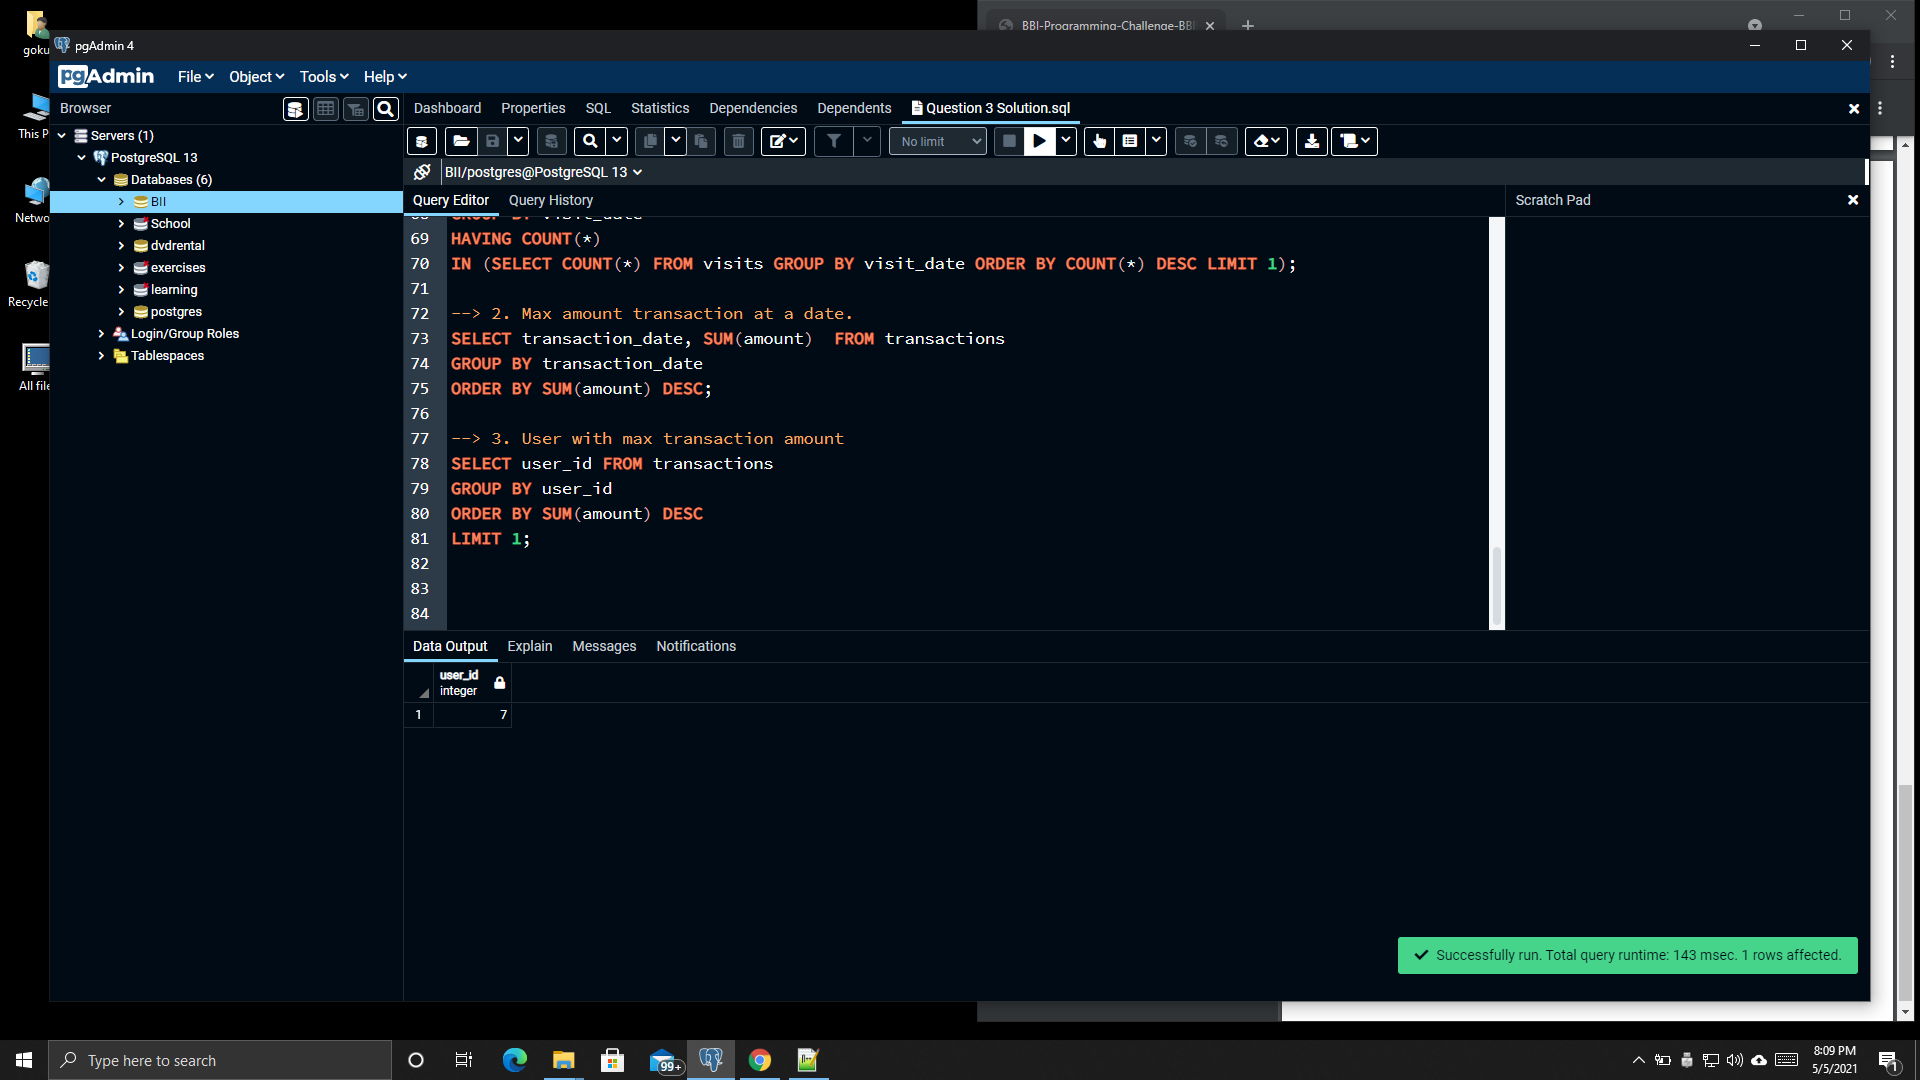 BBI-Programming-Challenge-BBI
goku
pgAdmin 4
pgAdmin
File
Object
Tools
Help
Browser
Dashboard
Properties
SQL
Statistics
Dependencies
Dependents
Question 3 Solution.sql
This P
Netwo
Recycle
All file
Servers (1)
PostgreSQL 13
Databases (6)
BII
School
dvdrental
exercises
learning
postgres
Login/Group Roles
Tablespaces
No limit
BII/postgres@PostgreSQL 13
Query Editor
Query History
Scratch Pad
68 GROUP BY visit_date
69 HAVING COUNT(*)
70 IN (SELECT COUNT(*) FROM visits GROUP BY visit_date ORDER BY COUNT(*) DESC LIMIT 1);
71
72 --> 2. Max amount transaction at a date.
73 SELECT transaction_date, SUM(amount)  FROM transactions
74 GROUP BY transaction_date
75 ORDER BY SUM(amount) DESC;
76
77 --> 3. User with max transaction amount
78 SELECT user_id FROM transactions
79 GROUP BY user_id
80 ORDER BY SUM(amount) DESC
81 LIMIT 1;
82
83
84
Data Output
Explain
Messages
Notifications
user_id
integer
1 7
Successfully run. Total query runtime: 143 msec. 1 rows affected.
Type here to search
99+
8:09 PM
5/5/2021
1